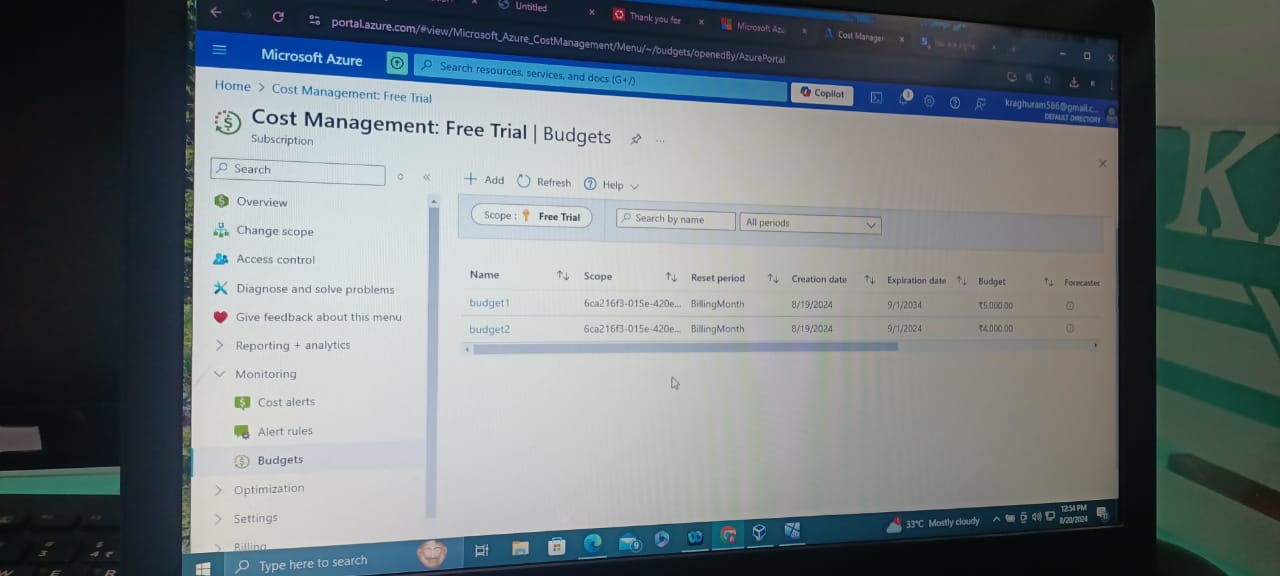 Untitled
Thank you for
Microsoft Azu
Cost Manager
portal.azure.com/#view/Microsoft_Azure_CostManagement/Menu/~/budgets/openedBy/AzurePortal
Microsoft Azure
Search resources, services, and docs (G+/)
Copilot
kraghuram586@gmail.c...
DEFAULT DIRECTORY
Home > Cost Management: Free Trial
Cost Management: Free Trial | Budgets
Subscription
Search
Add Refresh Help
Scope : Free Trial
Search by name
All periods
Overview
Change scope
Access control
Diagnose and solve problems
Give feedback about this menu
Reporting + analytics
Monitoring
Cost alerts
Alert rules
Budgets
Optimization
Settings
Billing
Name Scope Reset period Creation date Expiration date Budget Forecaster
budget1 6ca216f3-015e-420e... BillingMonth 8/19/2024 9/1/2034 ₹5,000.00
budget2 6ca216f3-015e-420e... BillingMonth 8/19/2024 9/1/2024 ₹4,000.00
Type here to search
33°C Mostly cloudy
12:54 PM
8/20/2024
K